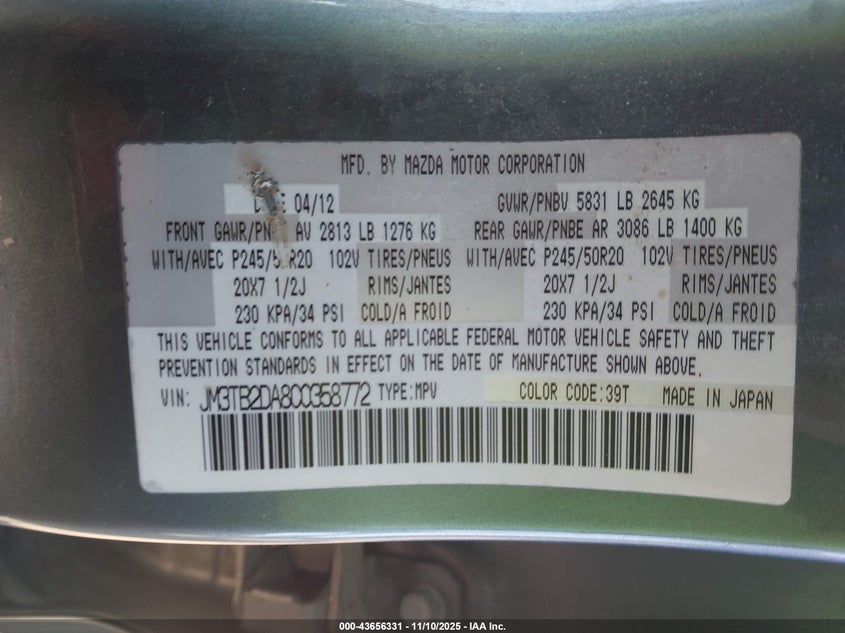 MFD. BY MAZDA MOTOR CORPORATION
04/12 GVWR/PNBV 5831 LB 2645 KG
FRONT AV 2813 LB 1276 KG REAR GAWR/PNBE AR 3086 LB 1400 KG
WITH/AVEC 102V TIRES/PNEUS WITH/AVEC P245/50R20 102V TIRES/PNEUS
20X7 1/2J RIMS/JANTES 20X7 1/2J RIMS/JANTES
230 KPA/34 PSI COLD/A FROID 230 KPA/34 PSI COLD/A FROID
THIS VEHICLE CONFORMS TO ALL APPLICABLE FEDERAL MOTOR VEHICLE SAFETY AND THEFT
PREVENTION STANDARDS IN EFFECT ON THE DATE OF MANUFACTURE SHOWN ABOVE.
VIN: JM3TB2DA8C0358772 TYPE:MPV COLOR CODE:39T MADE IN JAPAN
000-43656331 - 11/10/2025 - IAA Inc.